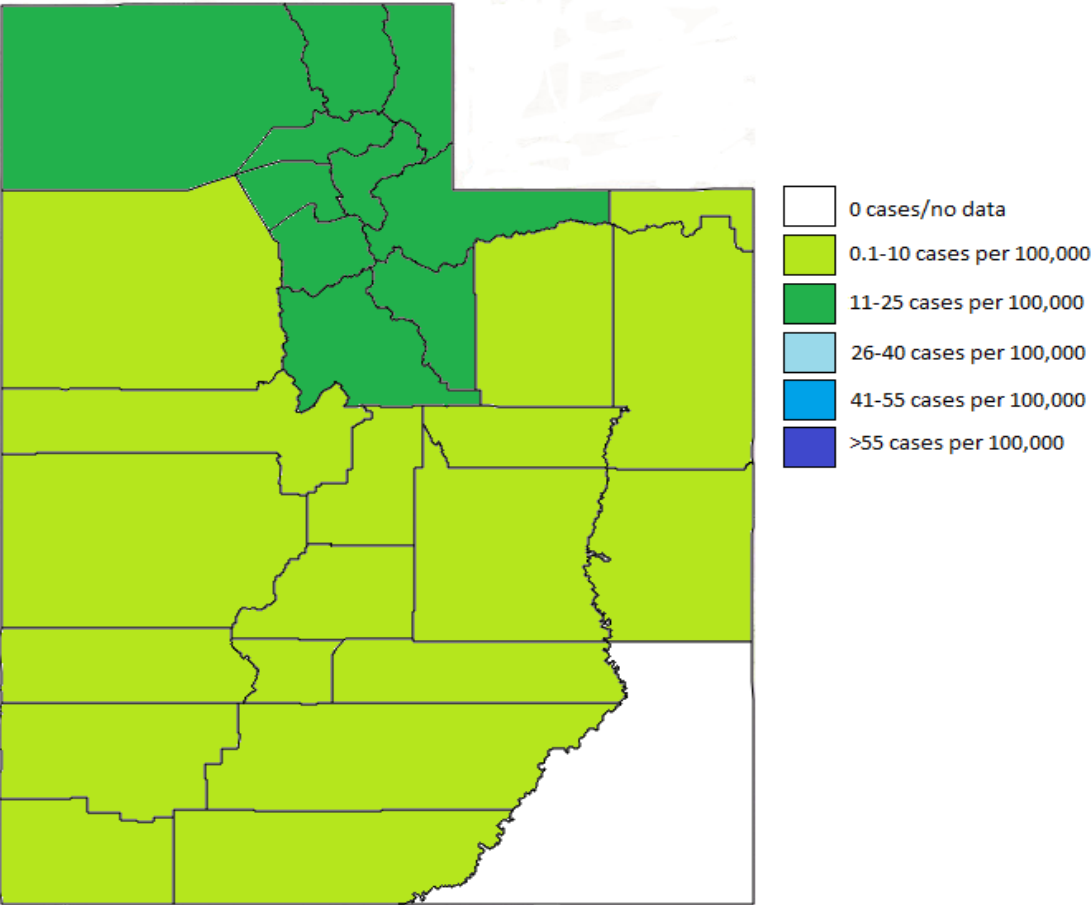 0 cases/no data
0.1-10 cases per 100,000
11-25 cases per 100,000
26-40 cases per 100,000
41-55 cases per 100,000
>55 cases per 100,000